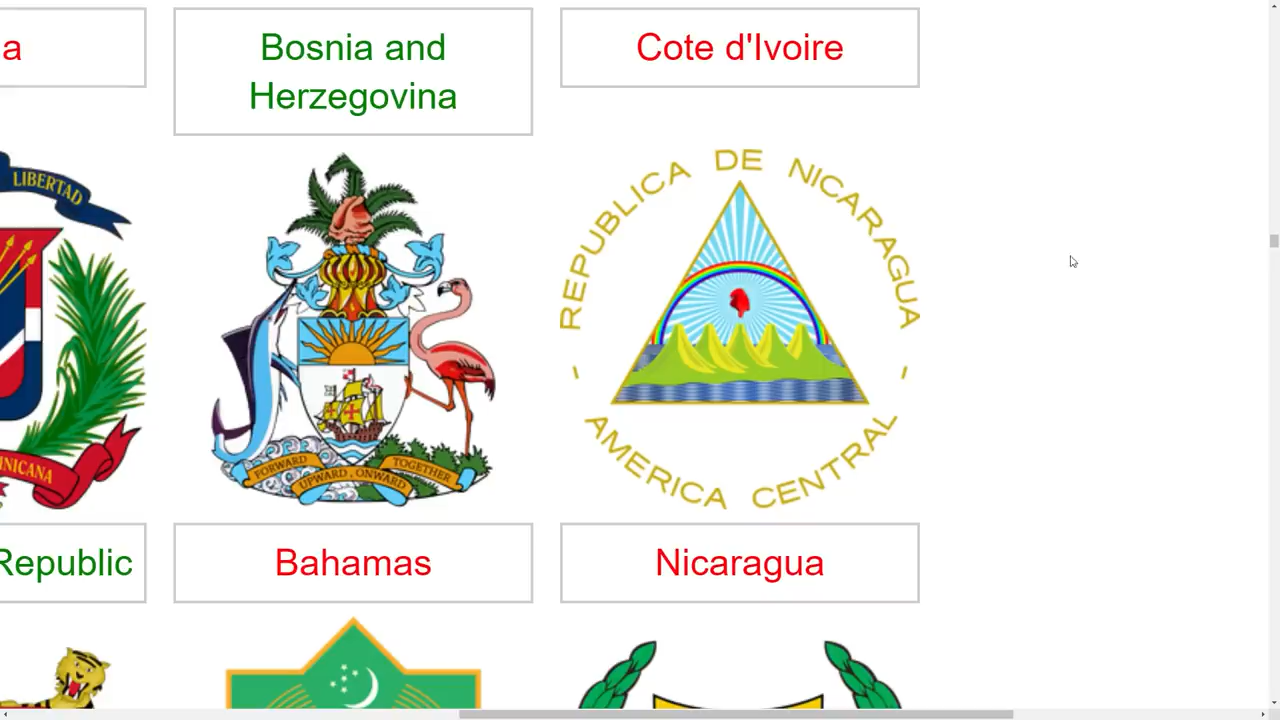 a
Bosnia and
Herzegovina
Cote d'Ivoire
LIBERTAD
REPUBLICA DE NICARAGUA
- AMERICA CENTRAL -
FORWARD UPWARD, ONWARD TOGETHER
NICANA
Republic
Bahamas
Nicaragua